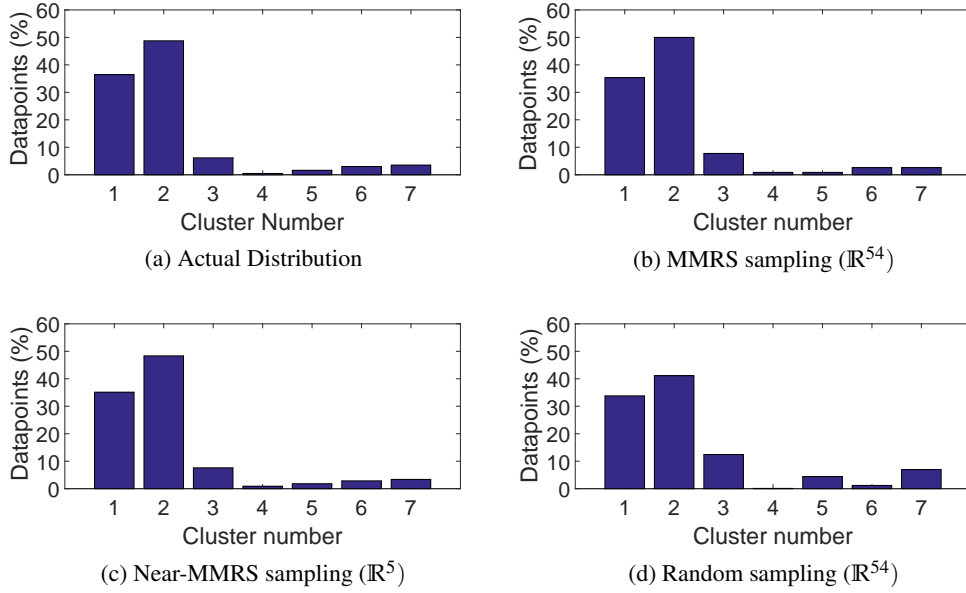 Datapoints (%)
60
50
40
30
20
10
0
1 2 3 4 5 6 7
Cluster Number
(a) Actual Distribution
Datapoints (%)
60
50
40
30
20
10
0
1 2 3 4 5 6 7
Cluster number
(b) MMRS sampling (ℝ⁵⁴)
Datapoints (%)
60
50
40
30
20
10
0
1 2 3 4 5 6 7
Cluster number
(c) Near-MMRS sampling (ℝ⁵)
Datapoints (%)
60
50
40
30
20
10
0
1 2 3 4 5 6 7
Cluster number
(d) Random sampling (ℝ⁵⁴)